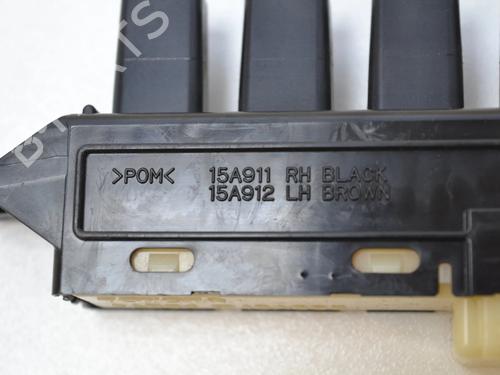 >POM< 15A911 RH BLACK
15A912 LH BROWN